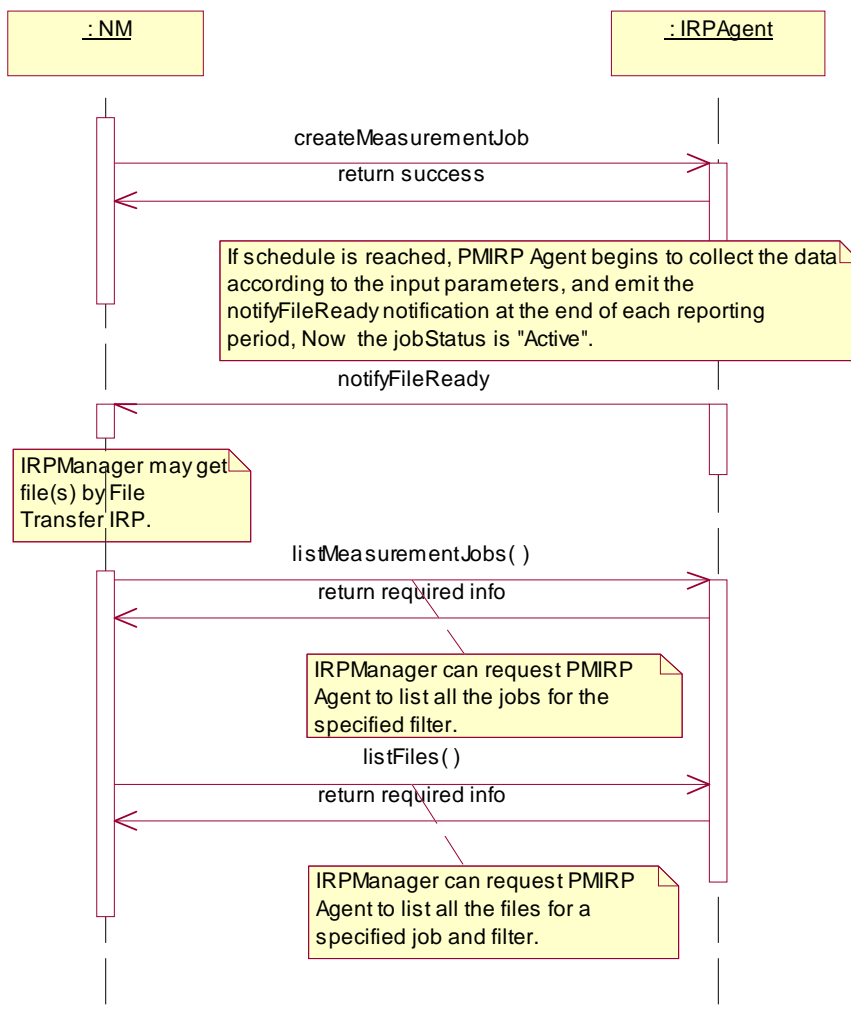 : NM
: IRPAgent
createMeasurementJob
return success
If schedule is reached, PMIRP Agent begins to collect the data
according to the input parameters, and emit the
notifyFileReady notification at the end of each reporting
period, Now the jobStatus is "Active".
notifyFileReady
IRPManager may get
file(s) by File
Transfer IRP.
listMeasurementJobs( )
return required info
IRPManager can request PMIRP
Agent to list all the jobs for the
specified filter.
listFiles( )
return required info
IRPManager can request PMIRP
Agent to list all the files for a
specified job and filter.